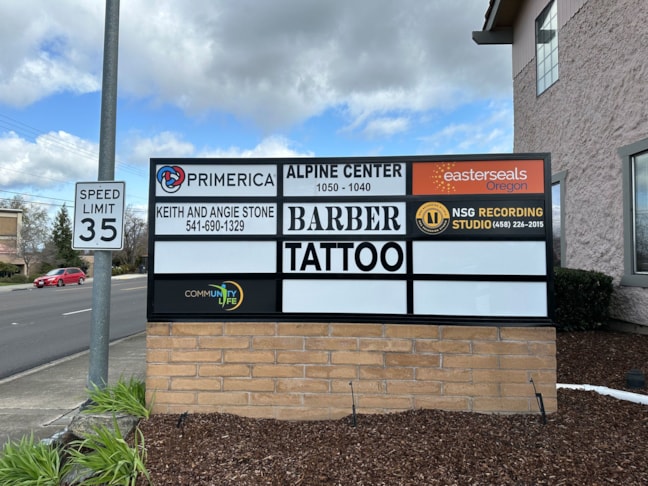 SPEED
LIMIT
35
PRIMERICA
ALPINE CENTER
1050 - 1040
easterseals
Oregon
KEITH AND ANGIE STONE
541-690-1329
BARBER
NSG RECORDING
STUDIO (458) 226-2015
TATTOO
COMMUNITY
LIFE